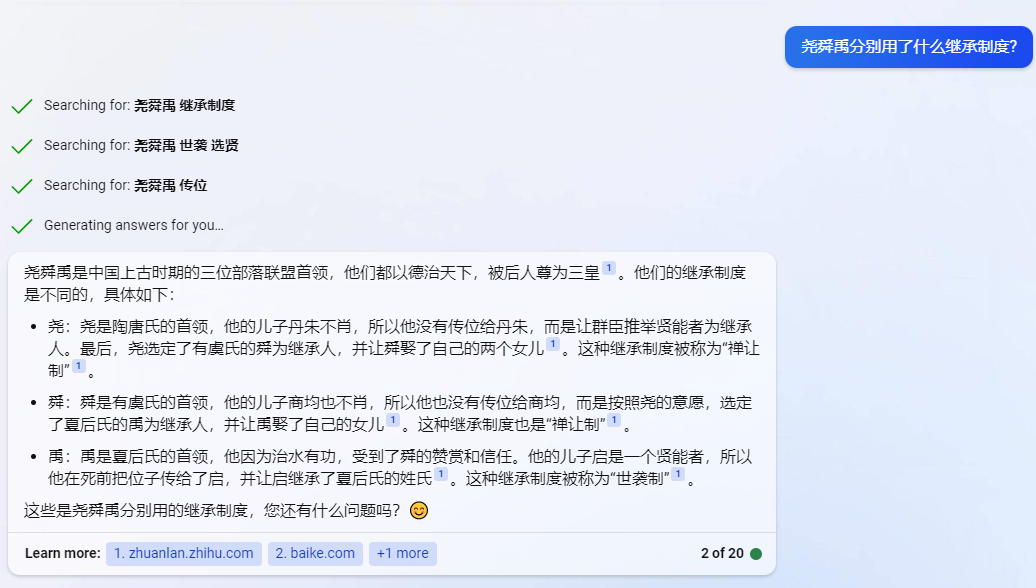 尧舜禹分别用了什么继承制度?
Searching for: 尧舜禹 继承制度
Searching for: 尧舜禹 世袭 选贤
Searching for: 尧舜禹 传位
Generating answers for you…
尧舜禹是中国上古时期的三位部落联盟首领，他们都以德治天下，被后人尊为三皇 1 。他们的继承制度
是不同的，具体如下：
• 尧：尧是陶唐氏的首领，他的儿子丹朱不肖，所以他没有传位给丹朱，而是让群臣推举贤能者为继承
人。最后，尧选定了有虞氏的舜为继承人，并让舜娶了自己的两个女儿 1 。这种继承制度被称为“禅让
制” 1 。
• 舜：舜是有虞氏的首领，他的儿子商均也不肖，所以他也没有传位给商均，而是按照尧的意愿，选定
了夏后氏的禹为继承人，并让禹娶了自己的女儿 1 。这种继承制度也是“禅让制” 1 。
• 禹：禹是夏后氏的首领，他因为治水有功，受到了舜的赞赏和信任。他的儿子启是一个贤能者，所以
他在死前把位子传给了启，并让启继承了夏后氏的姓氏 1 。这种继承制度被称为“世袭制” 1 。
这些是尧舜禹分别用的继承制度，您还有什么问题吗？😊
Learn more: 1. zhuanlan.zhihu.com 2. baike.com +1 more 2 of 20